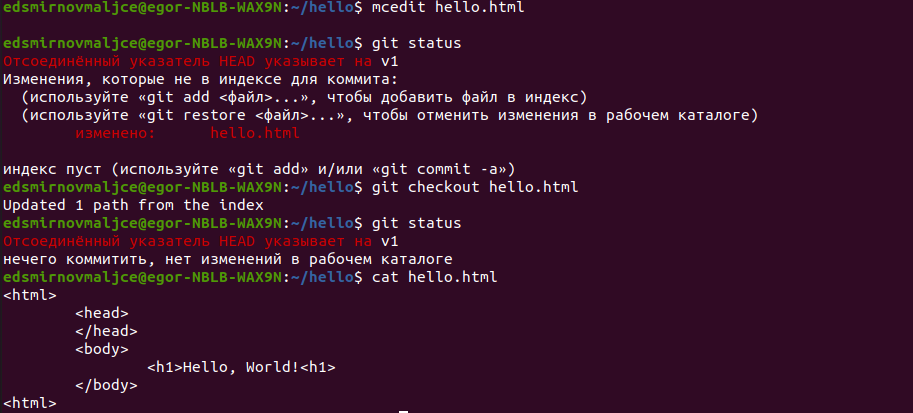 edsmirnovmaljce@egor-NBLB-WAX9N:~/hello$ mcedit hello.html
edsmirnovmaljce@egor-NBLB-WAX9N:~/hello$ git status
Отсоединённый указатель HEAD указывает на v1
Изменения, которые не в индексе для коммита:
  (используйте «git add <файл>...», чтобы добавить файл в индекс)
  (используйте «git restore <файл>...», чтобы отменить изменения в рабочем каталоге)
        изменено:      hello.html
индекс пуст (используйте «git add» и/или «git commit -a»)
edsmirnovmaljce@egor-NBLB-WAX9N:~/hello$ git checkout hello.html
Updated 1 path from the index
edsmirnovmaljce@egor-NBLB-WAX9N:~/hello$ git status
Отсоединённый указатель HEAD указывает на v1
нечего коммитить, нет изменений в рабочем каталоге
edsmirnovmaljce@egor-NBLB-WAX9N:~/hello$ cat hello.html
<html>
        <head>
        </head>
        <body>
                <h1>Hello, World!<h1>
        </body>
<html>